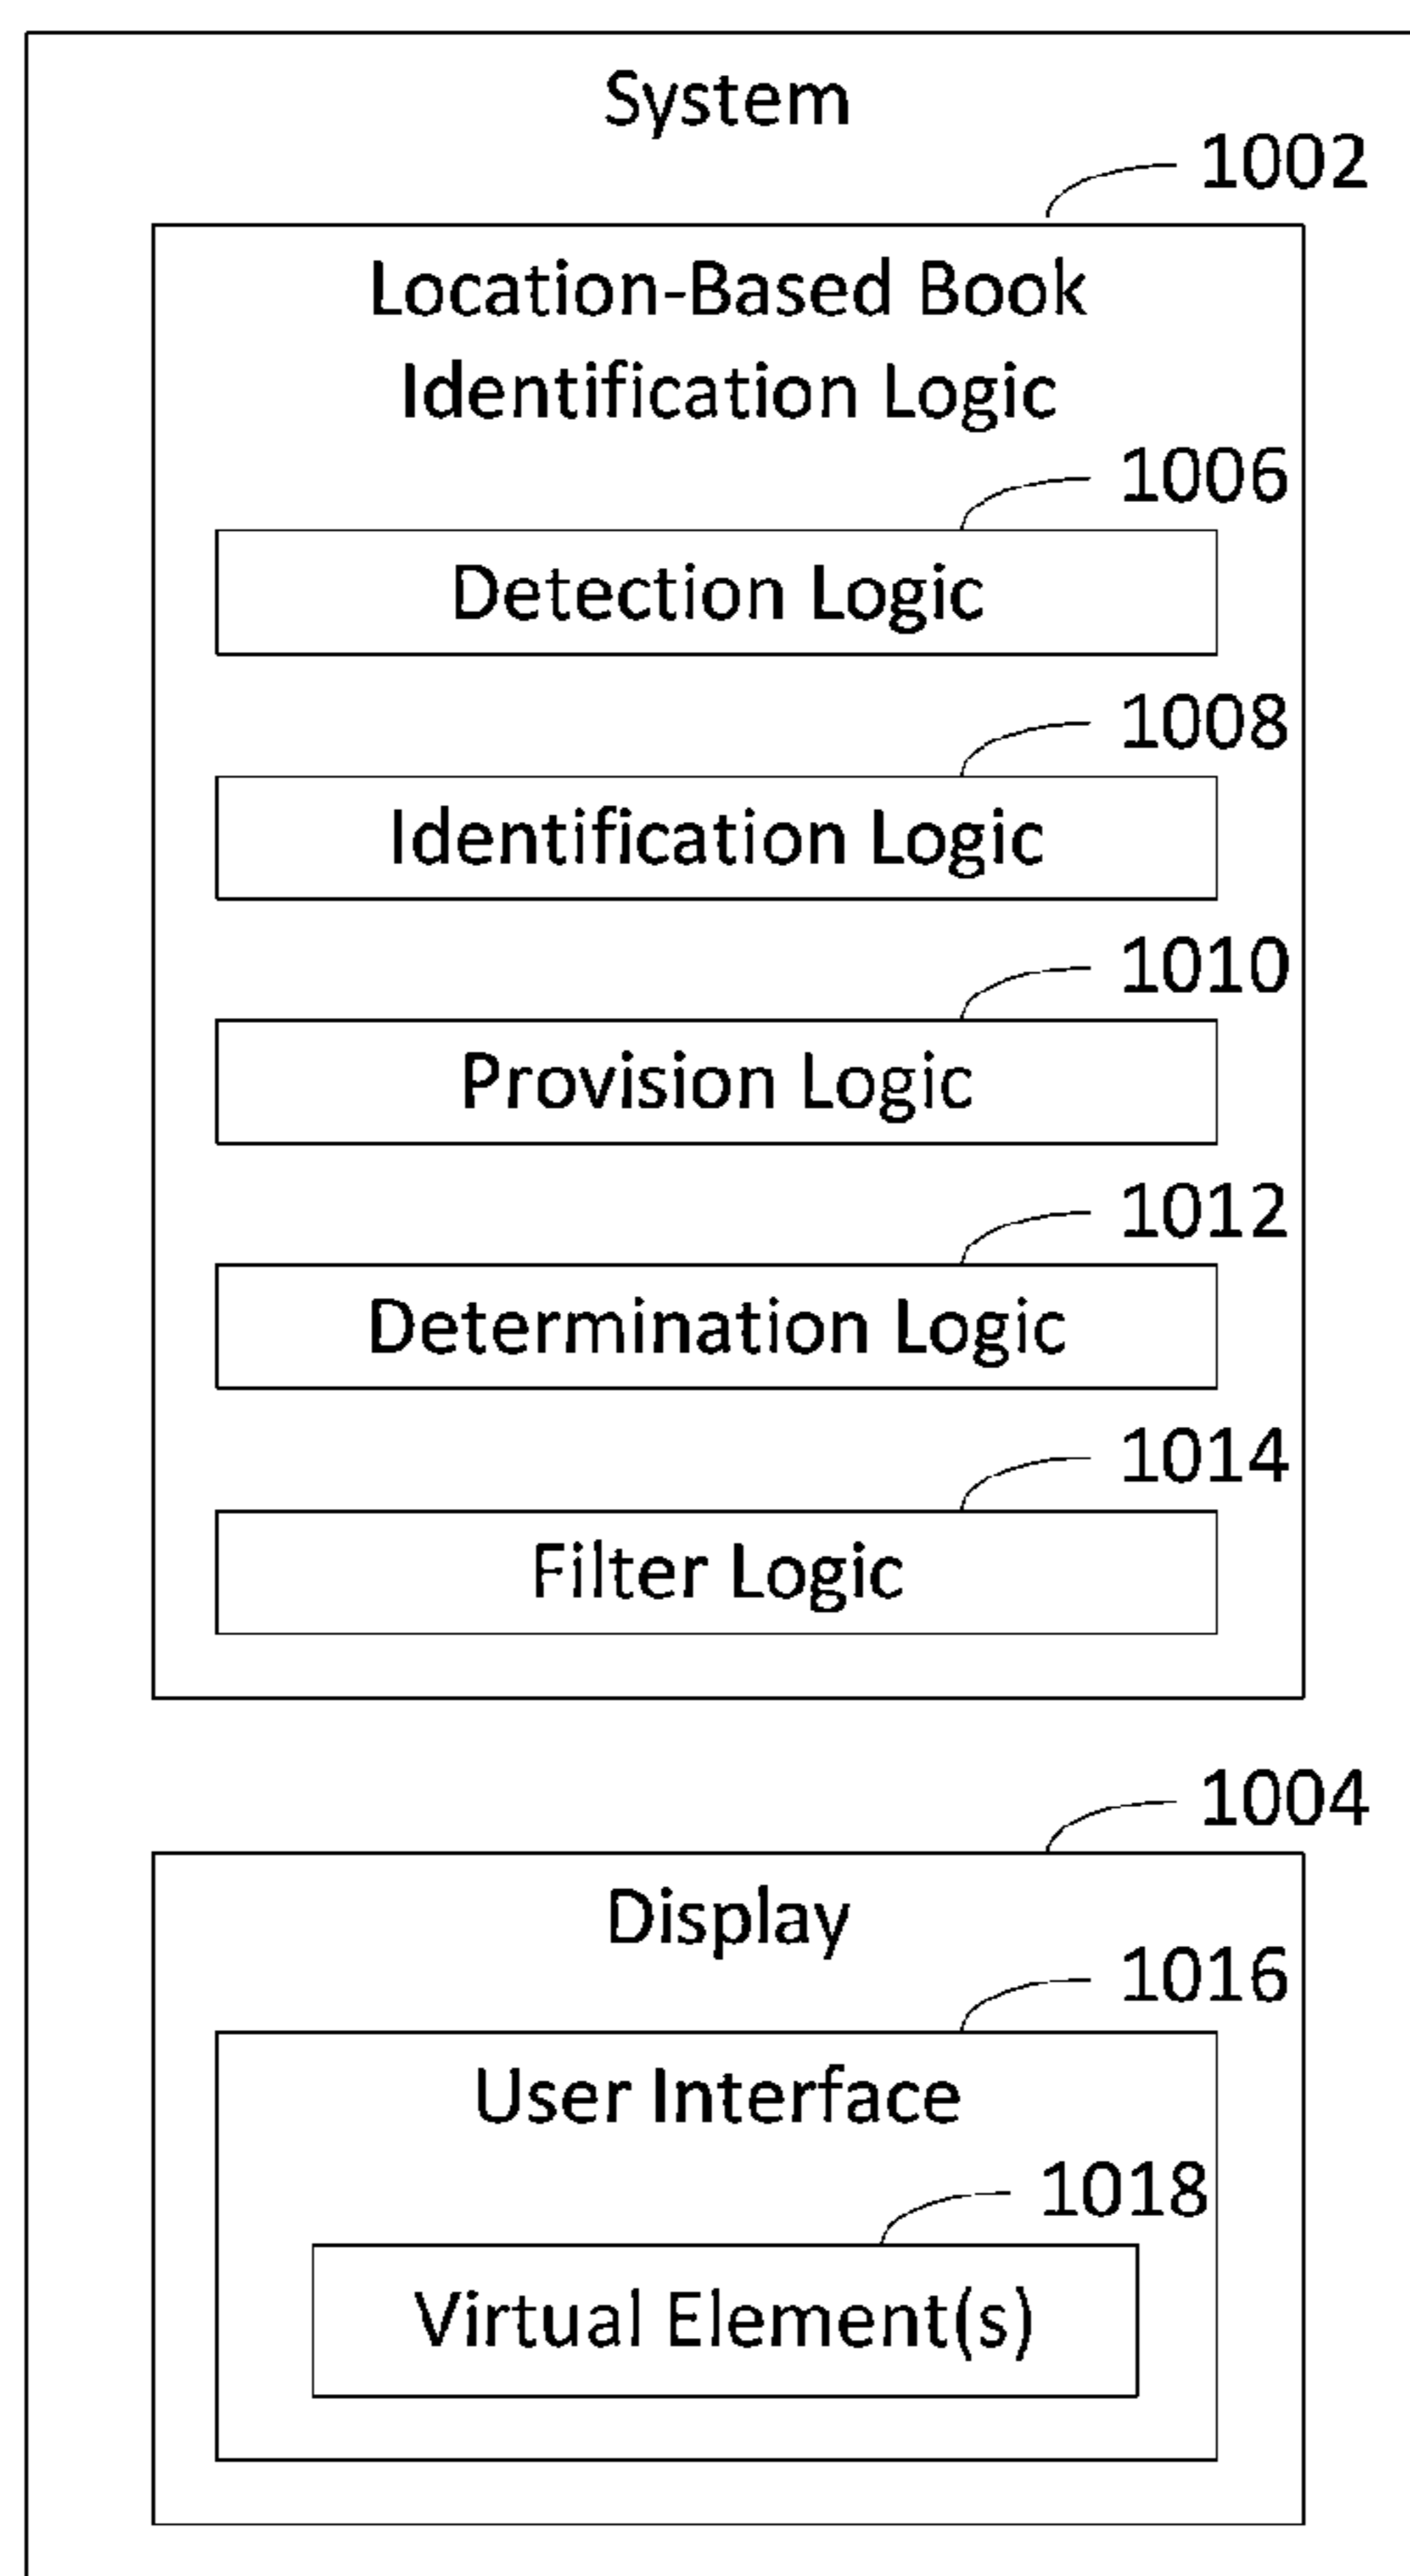 System
1002
Location-Based Book
Identification Logic
1006
Detection Logic
1008
Identification Logic
1010
Provision Logic
1012
Determination Logic
1014
Filter Logic
1004
Display
1016
User Interface
1018
Virtual Element(s)